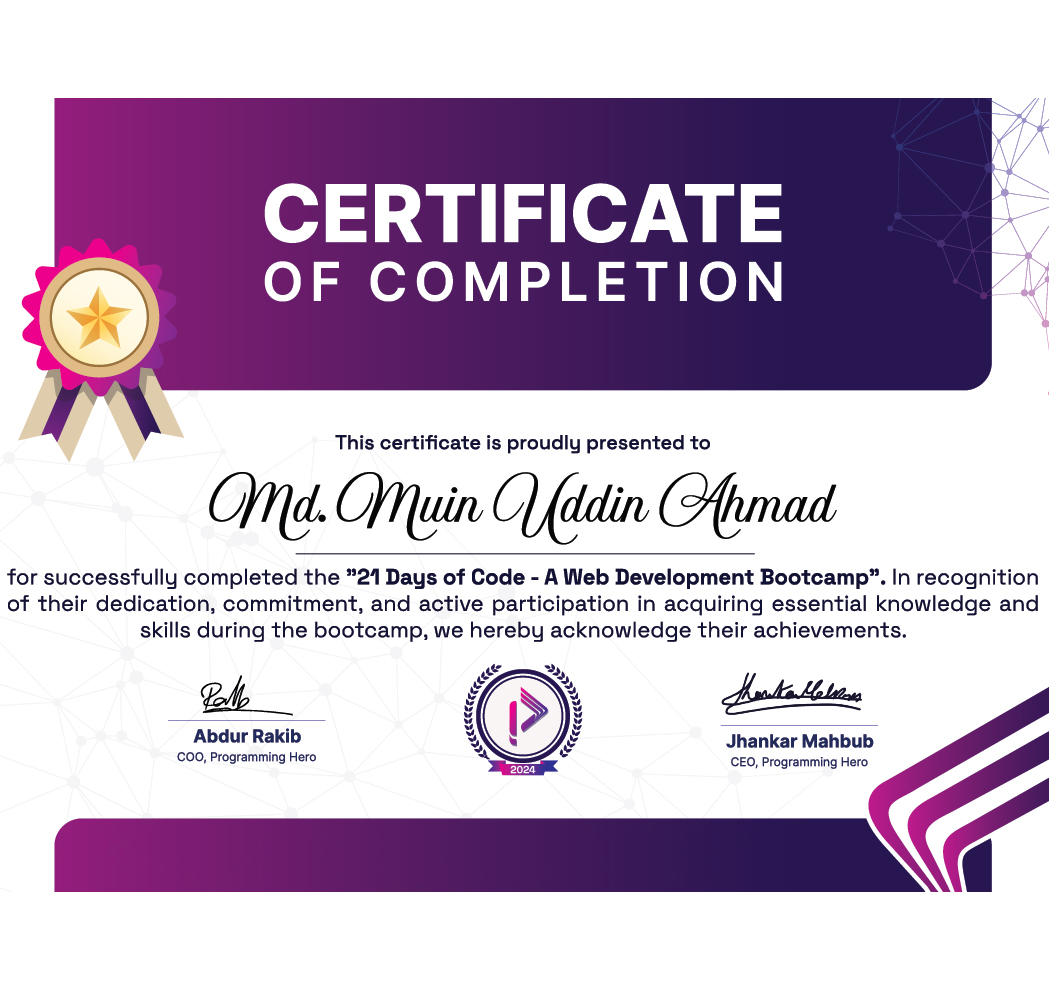 CERTIFICATE
OF COMPLETION
This certificate is proudly presented to
Md. Muin Uddin Ahmad
for successfully completed the "21 Days of Code - A Web Development Bootcamp". In recognition
of their dedication, commitment, and active participation in acquiring essential knowledge and
skills during the bootcamp, we hereby acknowledge their achievements.
Abdur Rakib
COO, Programming Hero
2024
Jhankar Mahbub
CEO, Programming Hero